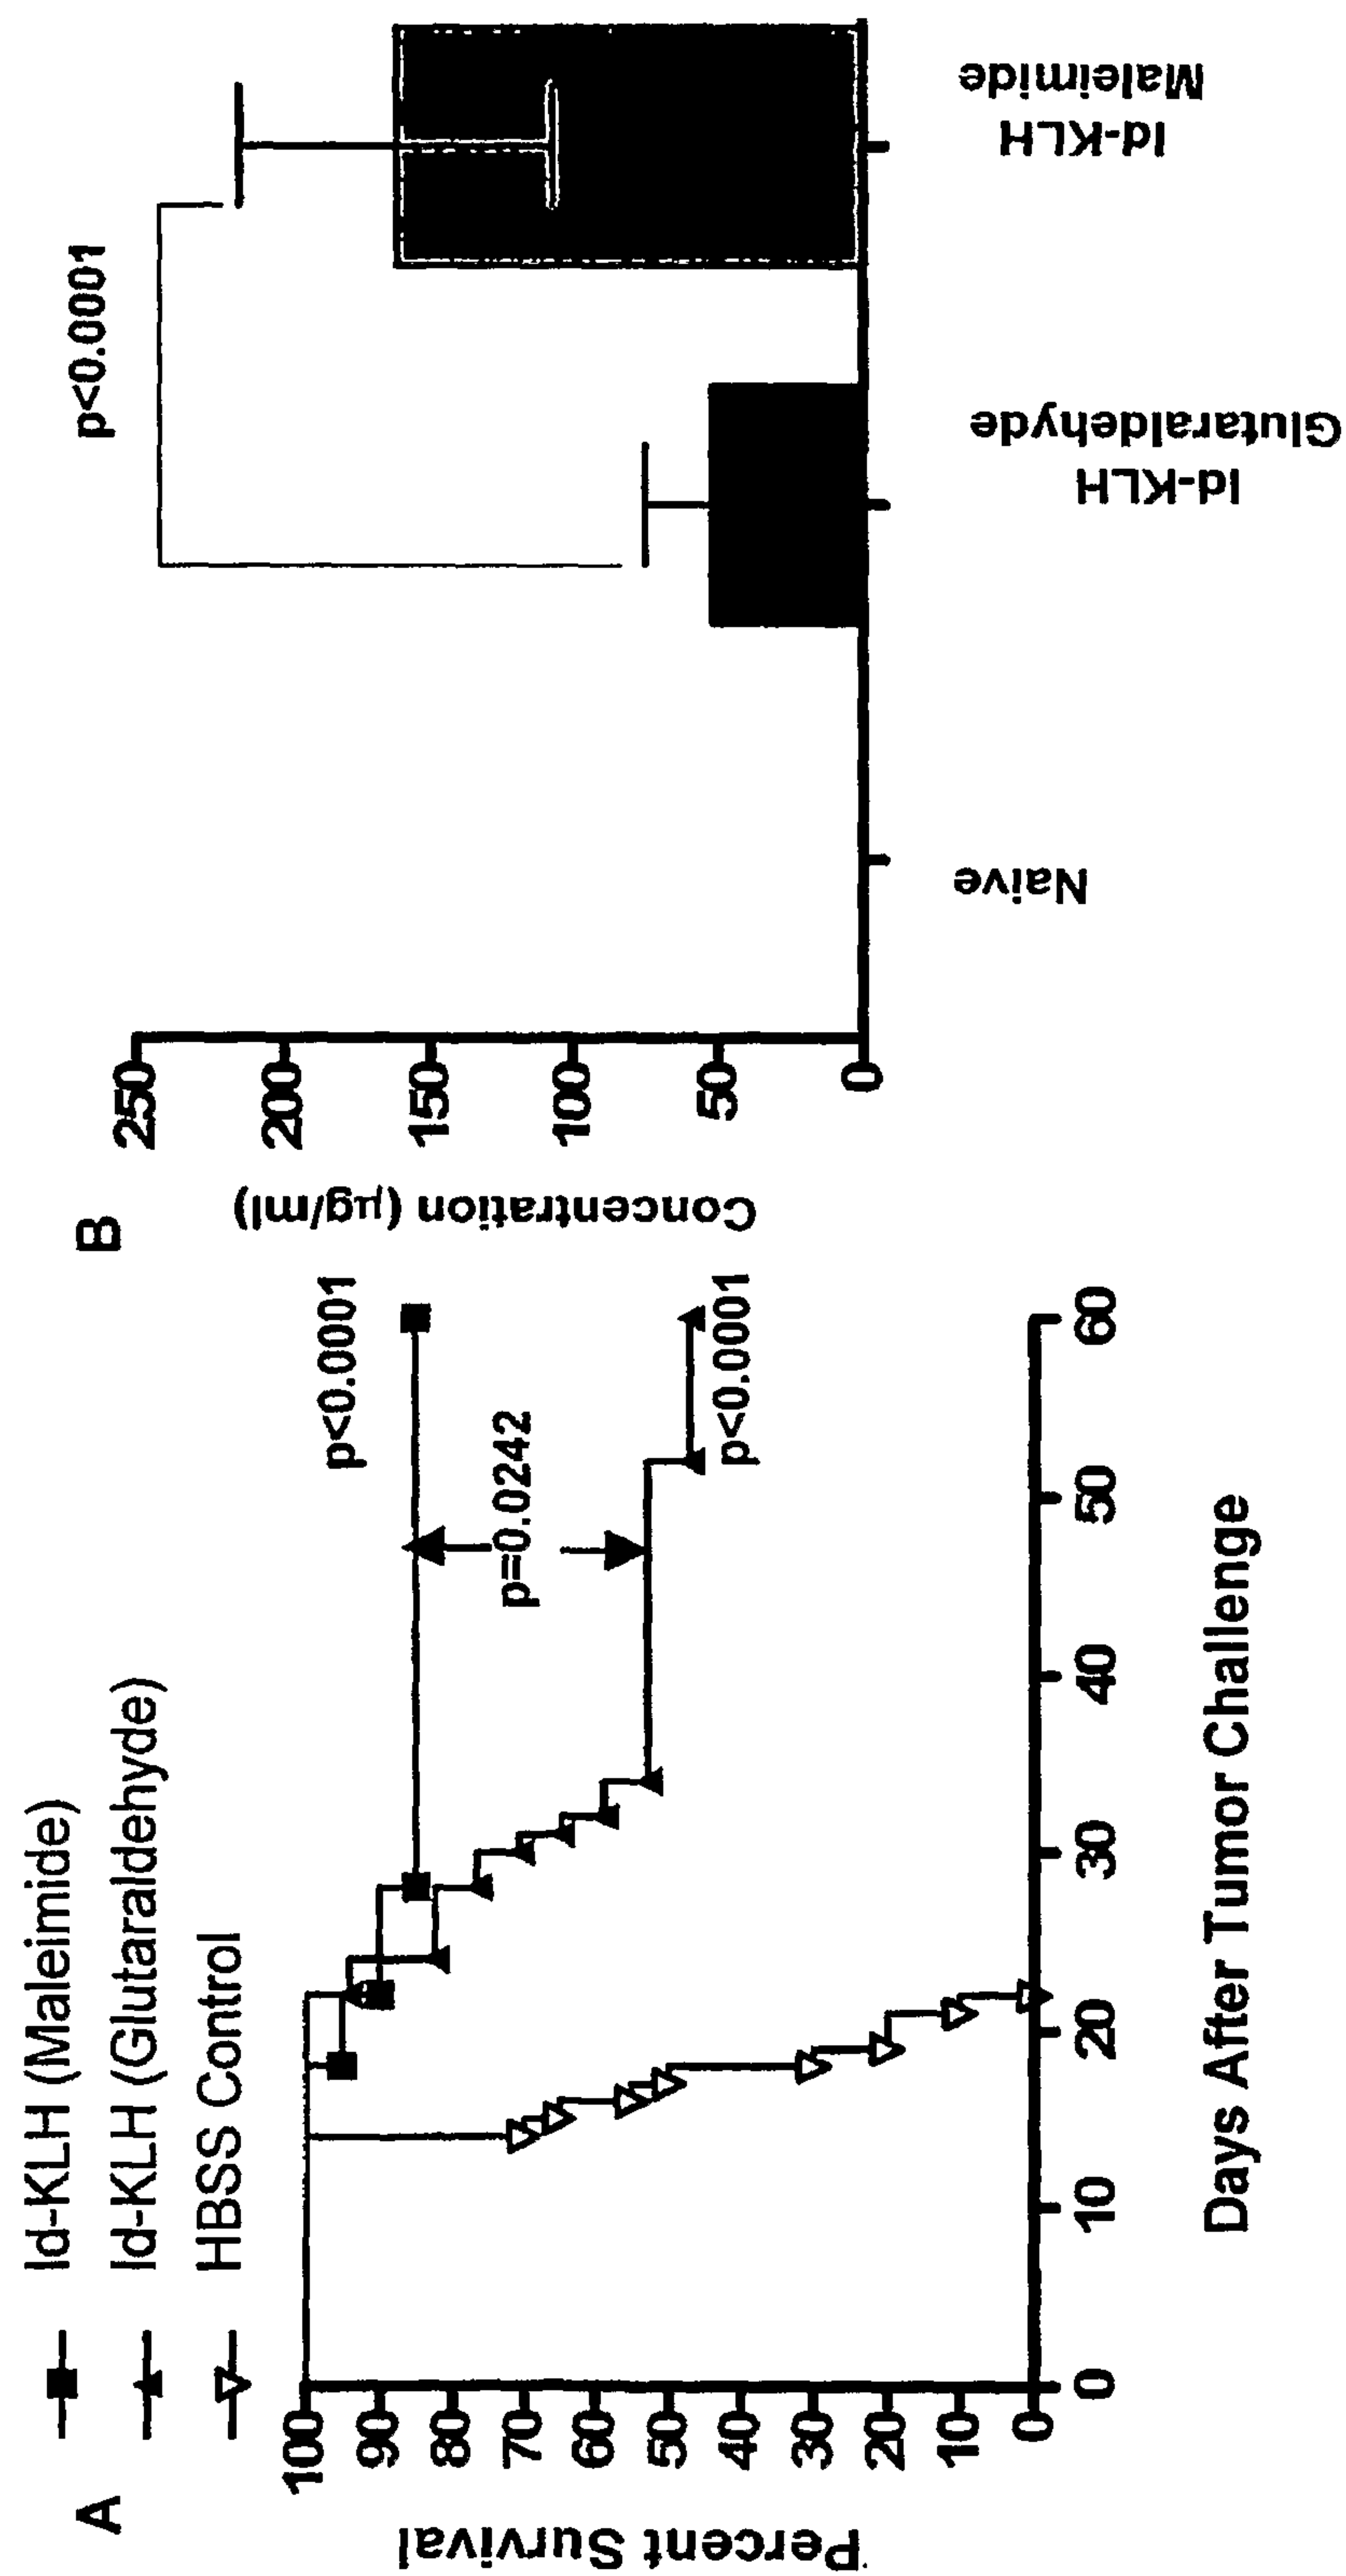 A
Id-KLH (Maleimide)
Id-KLH (Glutaraldehyde)
HBSS Control
Percent Survival
100
90
80
70
60
50
40
30
20
10
0
p<0.0001
p=0.0242
p<0.0001
0
10
20
30
40
50
60
Days After Tumor Challenge
B
Concentration (µg/ml)
250
200
150
100
50
0
p<0.0001
Naive
Id-KLH
Glutaraldehyde
Id-KLH
Maleimide